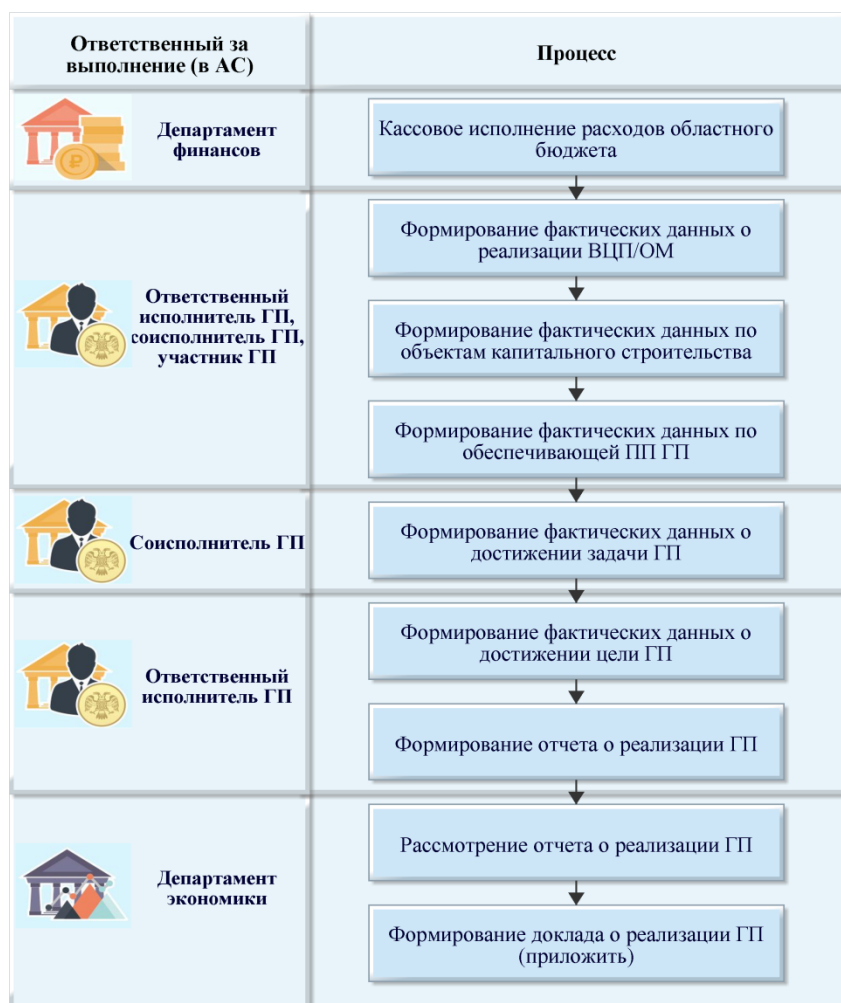 Ответственный за
выполнение (в АС)
Процесс
Департамент
финансов
Кассовое исполнение расходов областного
бюджета
Ответственный
исполнитель ГП,
соисполнитель ГП,
участник ГП
Формирование фактических данных о
реализации ВЦП/ОМ
Формирование фактических данных по
объектам капитального строительства
Формирование фактических данных по
обеспечивающей ПП ГП
Соисполнитель ГП
Формирование фактических данных о
достижении задачи ГП
Ответственный
исполнитель ГП
Формирование фактических данных о
достижении цели ГП
Формирование отчета о реализации ГП
Департамент
экономики
Рассмотрение отчета о реализации ГП
Формирование доклада о реализации ГП
(приложить)